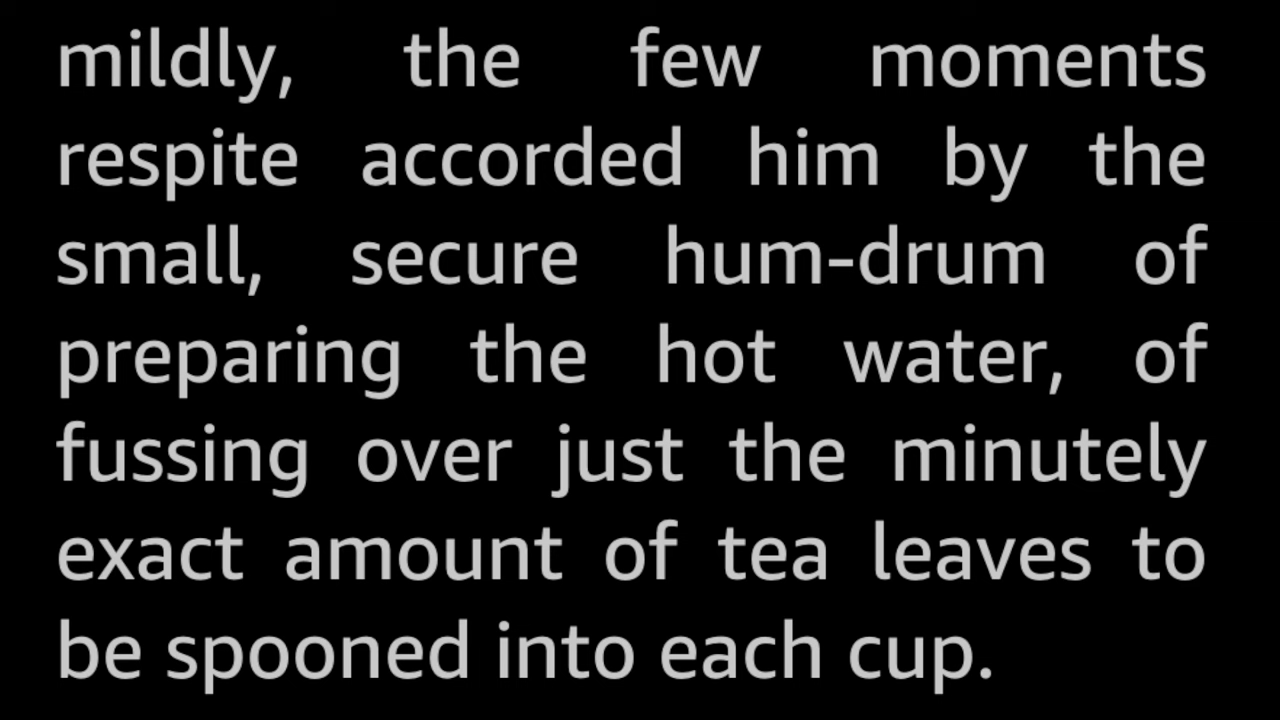 mildly, the few moments
respite accorded him by the
small, secure hum-drum of
preparing the hot water, of
fussing over just the minutely
exact amount of tea leaves to
be spooned into each cup.